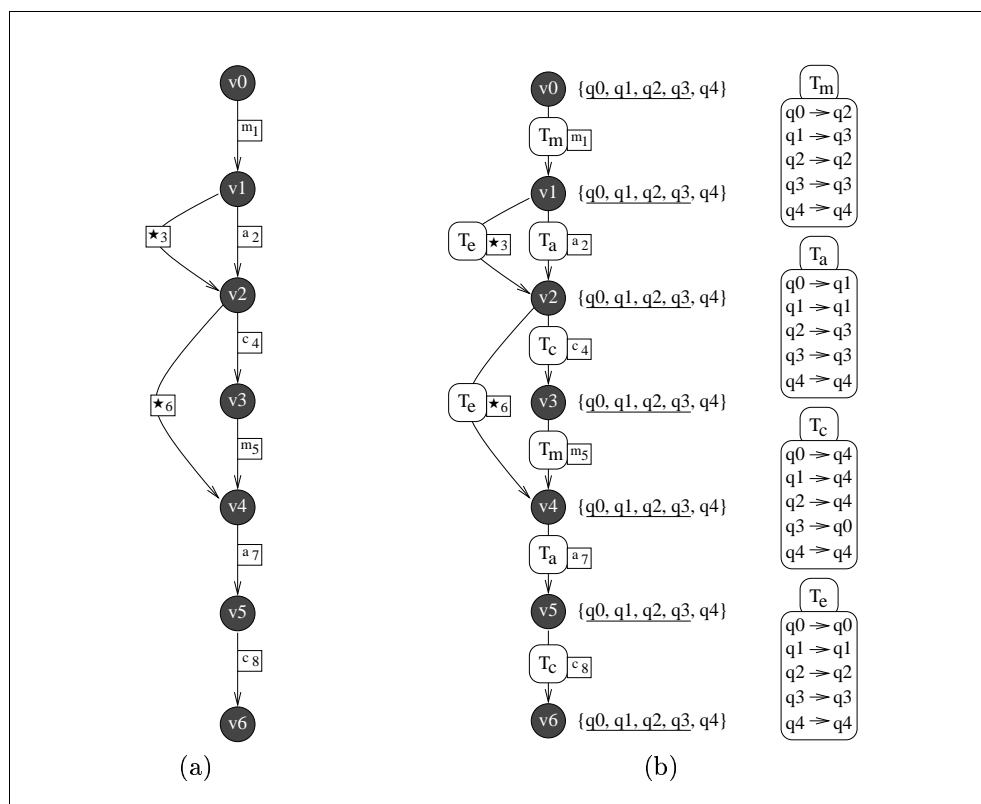 v0
m1
v1
★3
a2
v2
c4
v3
★6
m5
v4
a7
v5
c8
v6
(a)
v0 {q0, q1, q2, q3, q4}
Tm m1
v1 {q0, q1, q2, q3, q4}
Te ★3 Ta a2
v2 {q0, q1, q2, q3, q4}
Tc c4
Te ★6 v3 {q0, q1, q2, q3, q4}
Tm m5
v4 {q0, q1, q2, q3, q4}
Ta a7
v5 {q0, q1, q2, q3, q4}
Tc c8
v6 {q0, q1, q2, q3, q4}
(b)
Tm
q0 → q2
q1 → q3
q2 → q2
q3 → q3
q4 → q4
Ta
q0 → q1
q1 → q1
q2 → q3
q3 → q3
q4 → q4
Tc
q0 → q4
q1 → q4
q2 → q4
q3 → q0
q4 → q4
Te
q0 → q0
q1 → q1
q2 → q2
q3 → q3
q4 → q4